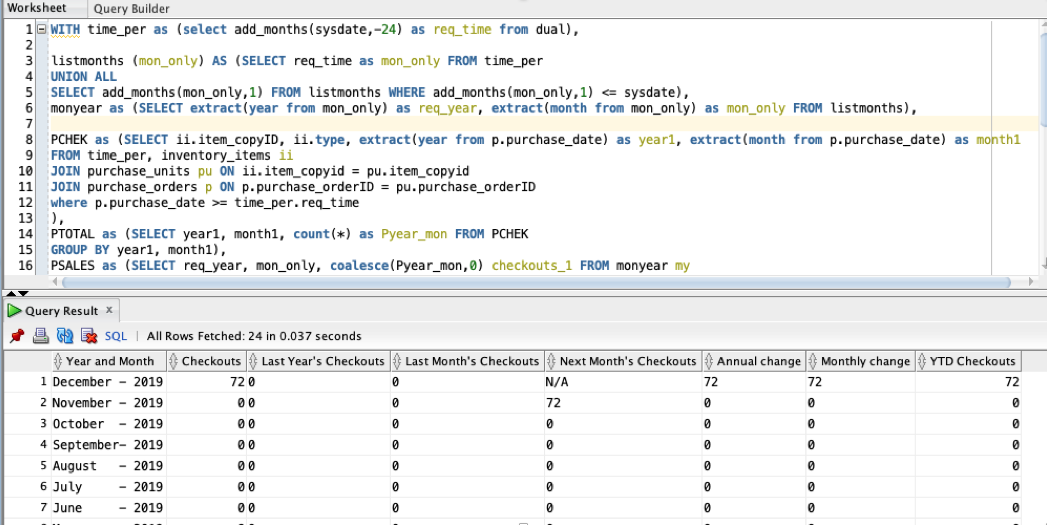 Worksheet Query Builder
1 WITH time_per as (select add_months(sysdate,-24) as req_time from dual),
2
3 listmonths (mon_only) AS (SELECT req_time as mon_only FROM time_per
4 UNION ALL
5 SELECT add_months(mon_only,1) FROM listmonths WHERE add_months(mon_only,1) <= sysdate),
6 monyear as (SELECT extract(year from mon_only) as req_year, extract(month from mon_only) as mon_only FROM listmonths),
7
8 PCHEK as (SELECT ii.item_copyID, ii.type, extract(year from p.purchase_date) as year1, extract(month from p.purchase_date) as month1
9 FROM time_per, inventory_items ii
10 JOIN purchase_units pu ON ii.item_copyid = pu.item_copyid
11 JOIN purchase_orders p ON p.purchase_orderID = pu.purchase_orderID
12 where p.purchase_date >= time_per.req_time
13 ),
14 PTOTAL as (SELECT year1, month1, count(*) as Pyear_mon FROM PCHEK
15 GROUP BY year1, month1),
16 PSALES as (SELECT req_year, mon_only, coalesce(Pyear_mon,0) checkouts_1 FROM monyear my
Query Result x
SQL | All Rows Fetched: 24 in 0.037 seconds
Year and Month Checkouts Last Year's Checkouts Last Month's Checkouts Next Month's Checkouts Annual change Monthly change YTD Checkouts
1 December - 2019 72 0 0 N/A 72 72 72
2 November - 2019 0 0 0 72 0 0 0
3 October - 2019 0 0 0 0 0 0 0
4 September- 2019 0 0 0 0 0 0 0
5 August - 2019 0 0 0 0 0 0 0
6 July - 2019 0 0 0 0 0 0 0
7 June - 2019 0 0 0 0 0 0 0